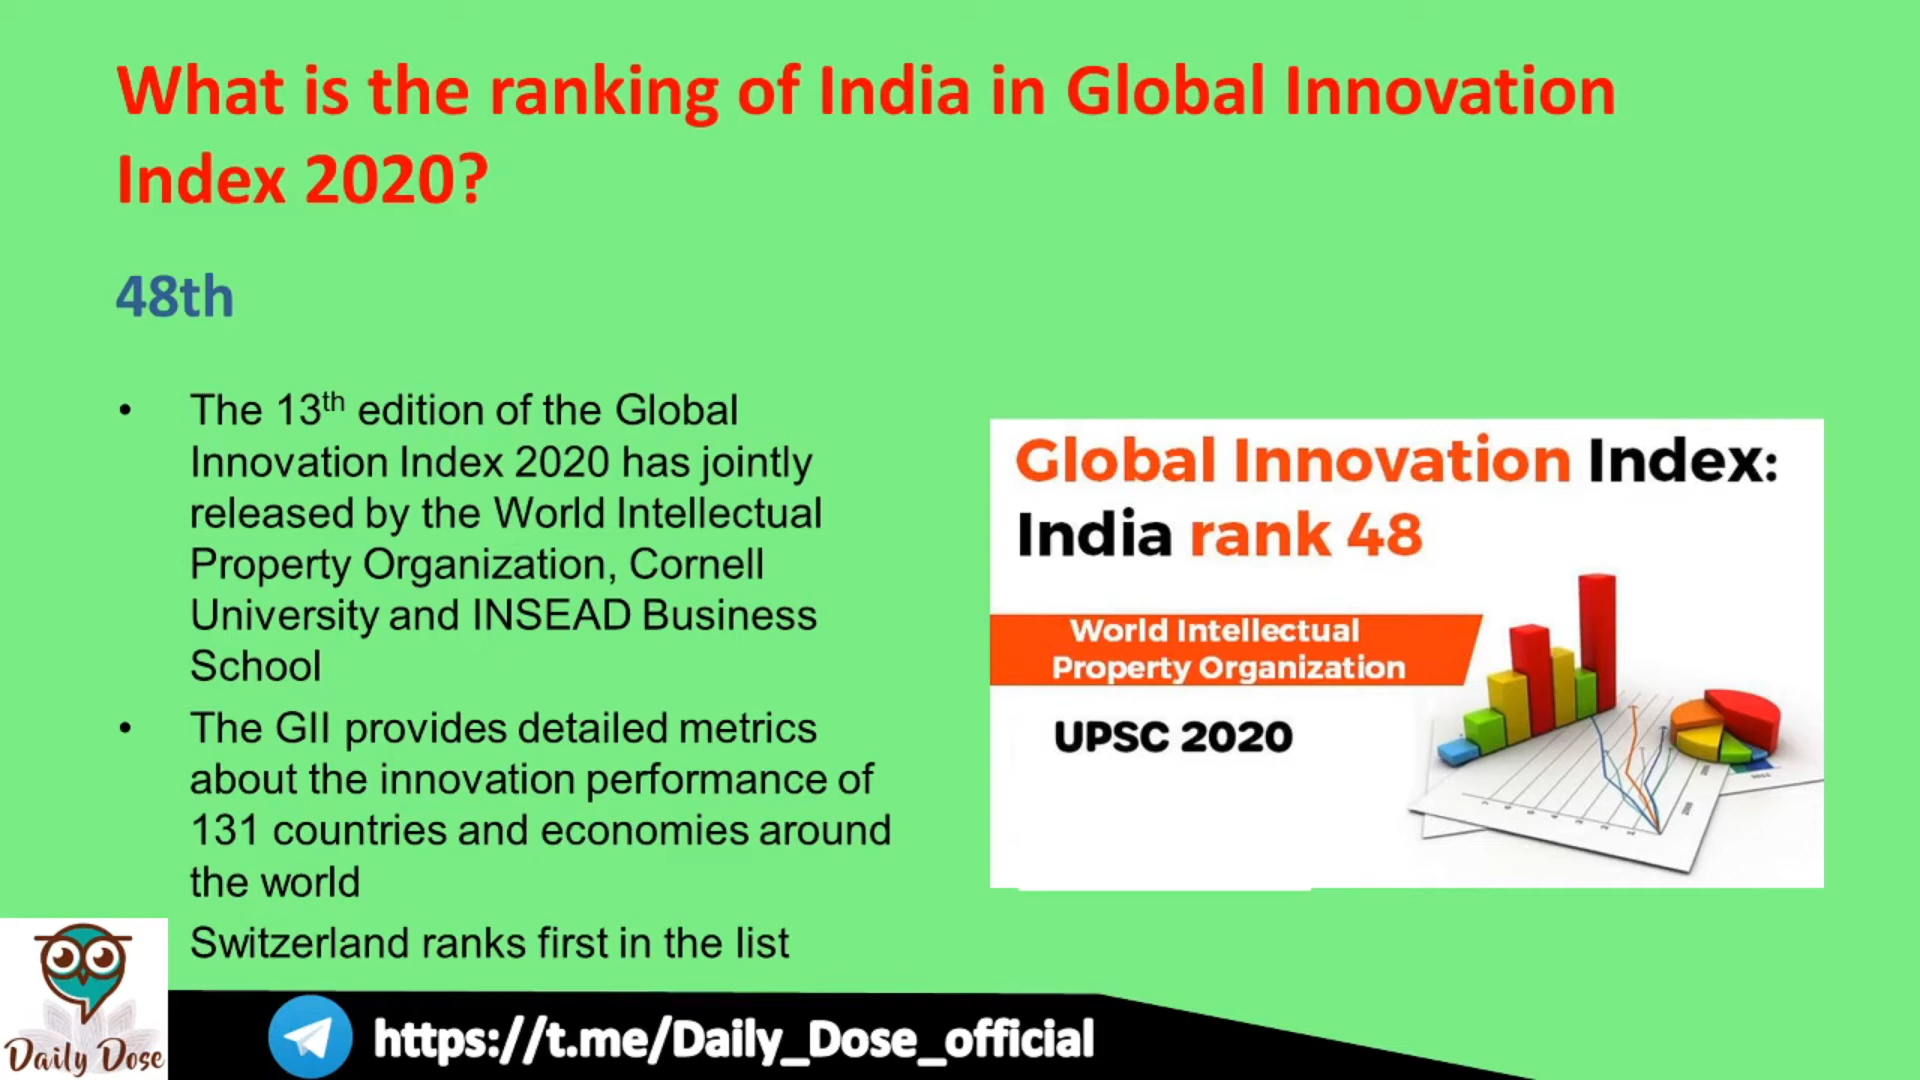 What is the ranking of India in Global Innovation
Index 2020?
48th
• The 13th edition of the Global
Innovation Index 2020 has jointly
released by the World Intellectual
Property Organization, Cornell
University and INSEAD Business
School
• The GII provides detailed metrics
about the innovation performance of
131 countries and economies around
the world
Switzerland ranks first in the list
Global Innovation Index:
India rank 48
World Intellectual
Property Organization
UPSC 2020
Daily Dose
https://t.me/Daily_Dose_official